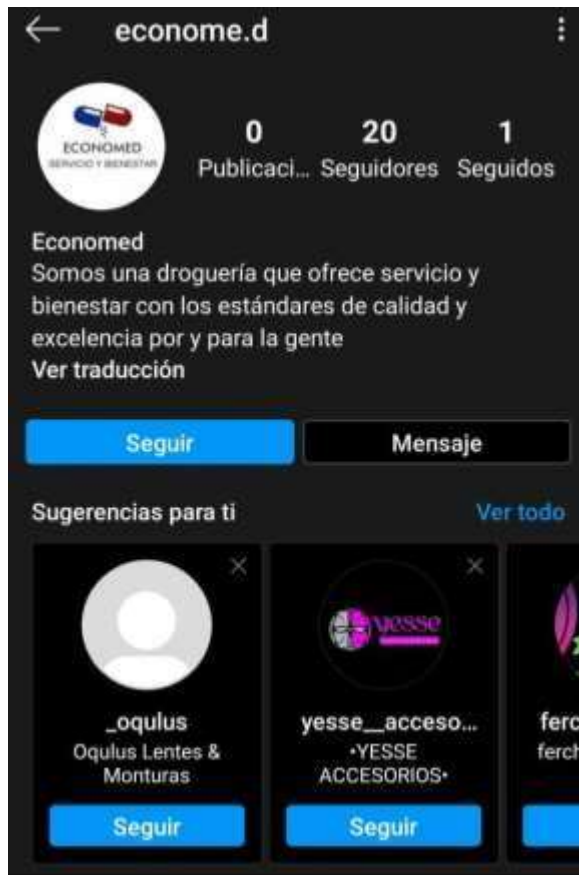 econome.d
ECONOMED
SERVICIO Y BIENESTAR
0 20 1
Publicaci... Seguidores Seguidos
Economed
Somos una droguería que ofrece servicio y
bienestar con los estándares de calidad y
excelencia por y para la gente
Ver traducción
Seguir Mensaje
Sugerencias para ti Ver todo
yesse
_oqulus yesse__acceso... ferc
Oqulus Lentes & •YESSE ferch
Monturas ACCESORIOS•
Seguir Seguir